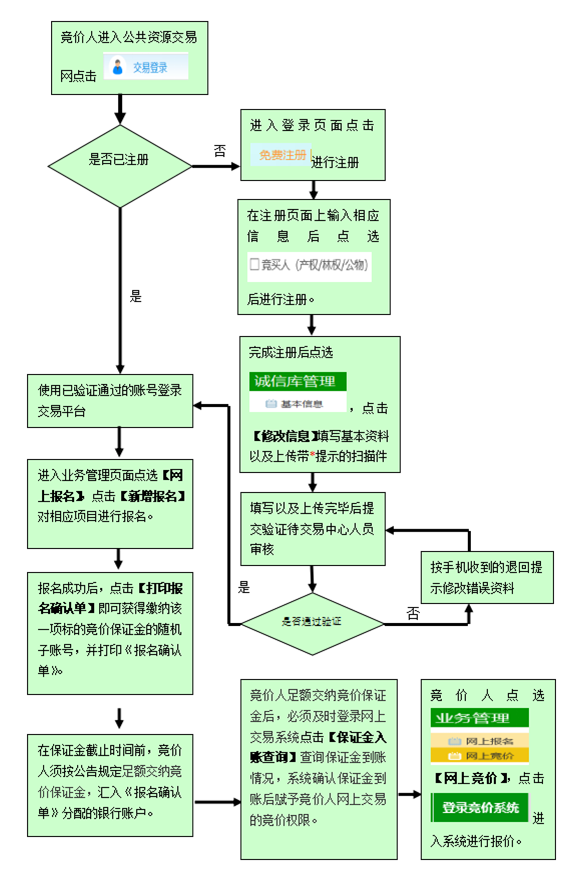 竞价人进入公共资源交易
网点击 交易登录
是否已注册
否
进入登录页面点击
免费注册 进行注册
在注册页面上输入相应
信息后点选
竞买人（产权/林权/公物）
后进行注册。
是
完成注册后点选
诚信库管理
基本信息 ，点击
【修改信息】填写基本资料
以及上传带*提示的扫描件
使用已验证通过的账号登录
交易平台
进入业务管理页面点选【网
上报名】，点击【新增报名】
对相应项目进行报名。
填写以及上传完毕后提
交验证待交易中心人员
审核
按手机收到的退回提
示修改错误资料
是
是否通过验证
否
报名成功后，点击【打印报
名确认单】即可获得缴纳该
一项标的竞价保证金的随机
子账号，并打印《报名确认
单》。
在保证金截止时间前，竞价
人须按公告规定足额交纳竞
价保证金，汇入《报名确认
单》分配的银行账户。
竞价人足额交纳竞价保证
金后，必须及时登录网上
交易系统点击【保证金入
账查询】查询保证金到账
情况，系统确认保证金到
账后赋予竞价人网上交易
的竞价权限。
竞价人点选
业务管理
网上报名
网上竞价
【网上竞价】，点击
登录竞价系统 进
入系统进行报价。